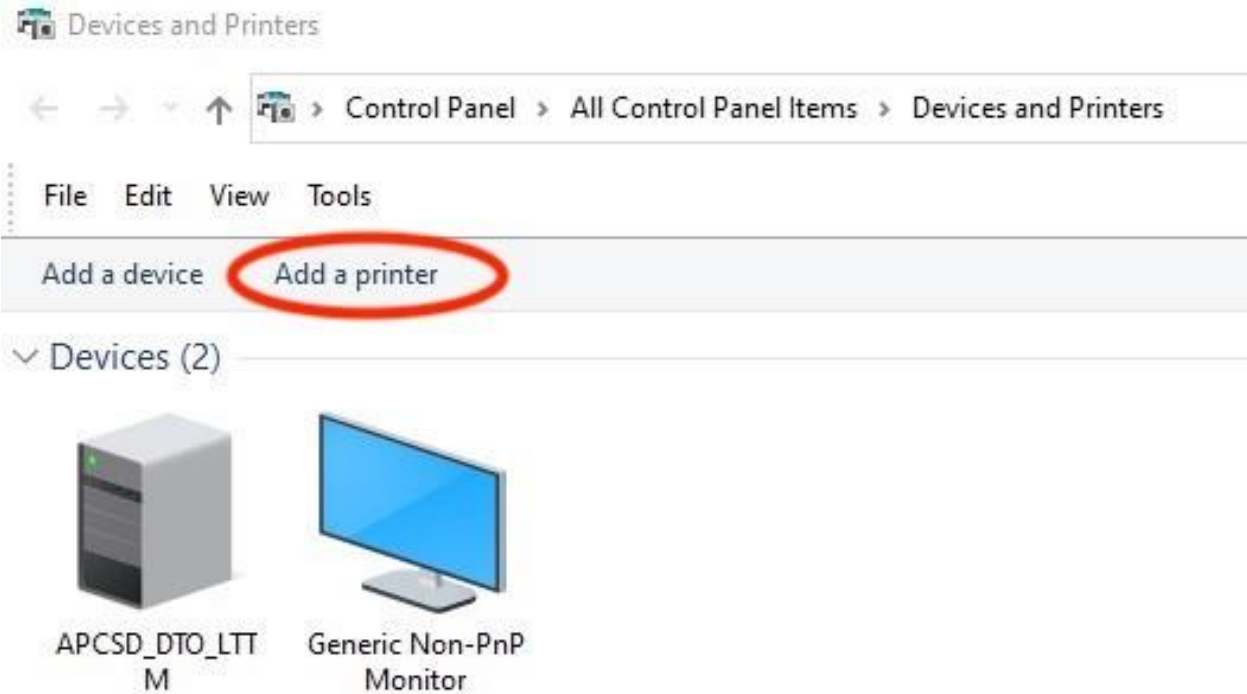 Devices and Printers
Control Panel > All Control Panel Items > Devices and Printers
File Edit View Tools
Add a device Add a printer
Devices (2)
APCSD_DTO_LTT Generic Non-PnP
M Monitor